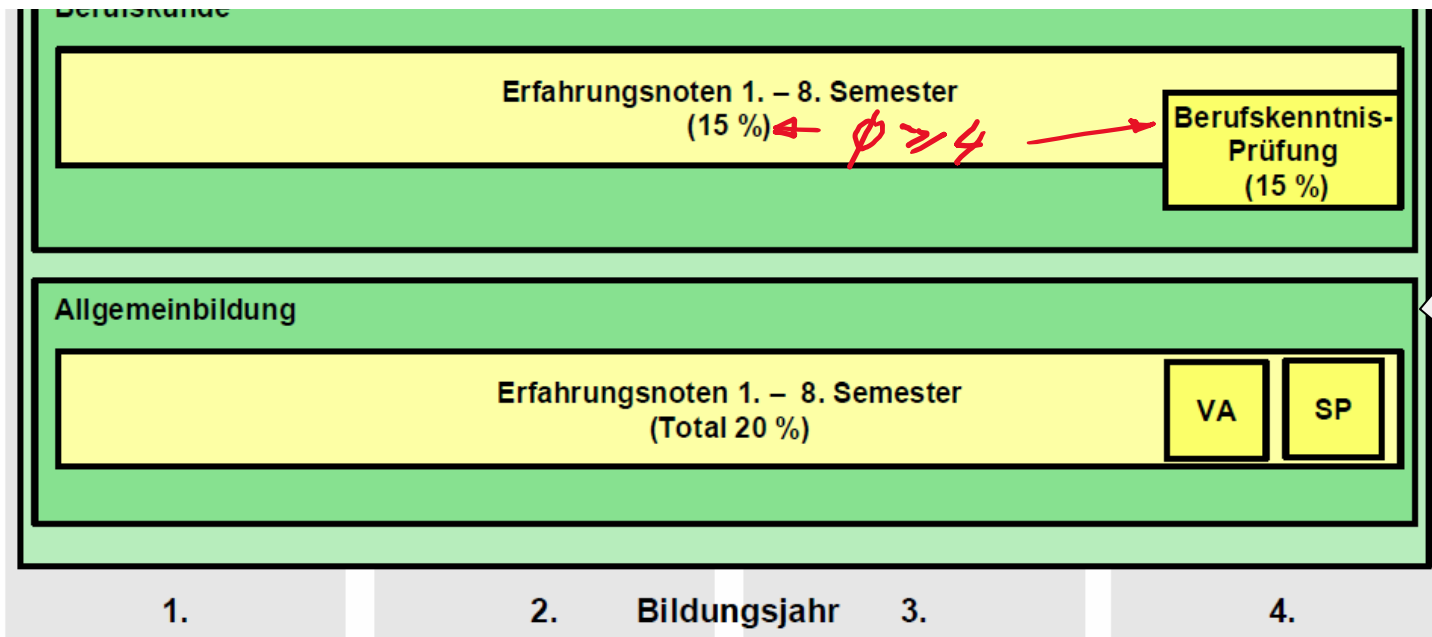 Berufskunde
Erfahrungsnoten 1. – 8. Semester
(15 %)
ϕ ≥ 4
Berufskenntnis-
Prüfung
(15 %)
Allgemeinbildung
Erfahrungsnoten 1. – 8. Semester
(Total 20 %)
VA
SP
1. 2. Bildungsjahr 3. 4.